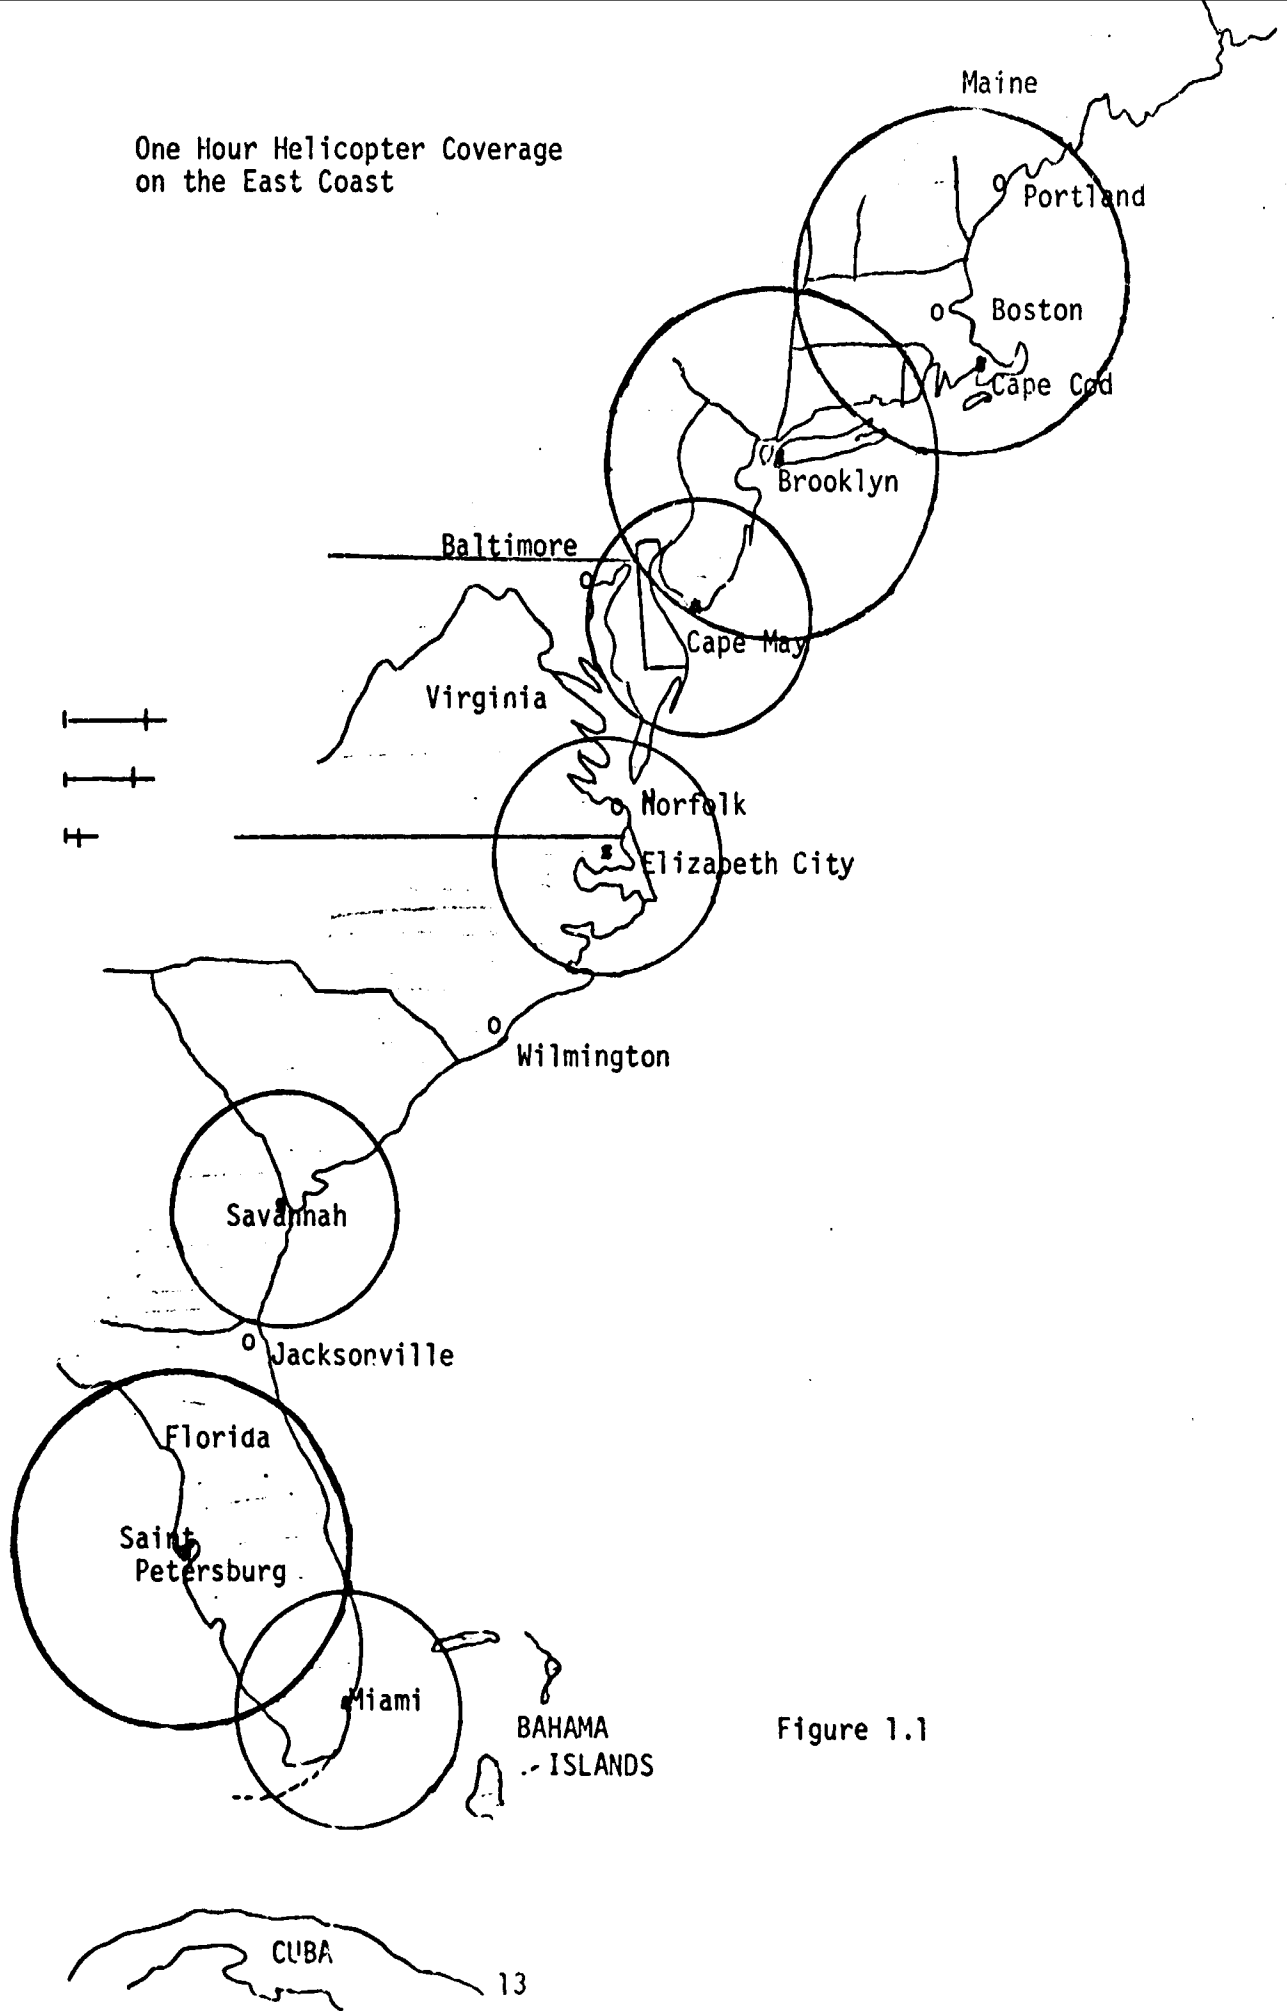 Maine
One Hour Helicopter Coverage
on the East Coast
Portland
Boston
Cape Cod
Brooklyn
Baltimore
Cape May
Virginia
Norfolk
Elizabeth City
Wilmington
Savannah
Jacksonville
Florida
Saint
Petersburg
Miami
BAHAMA
ISLANDS
Figure 1.1
CUBA
13